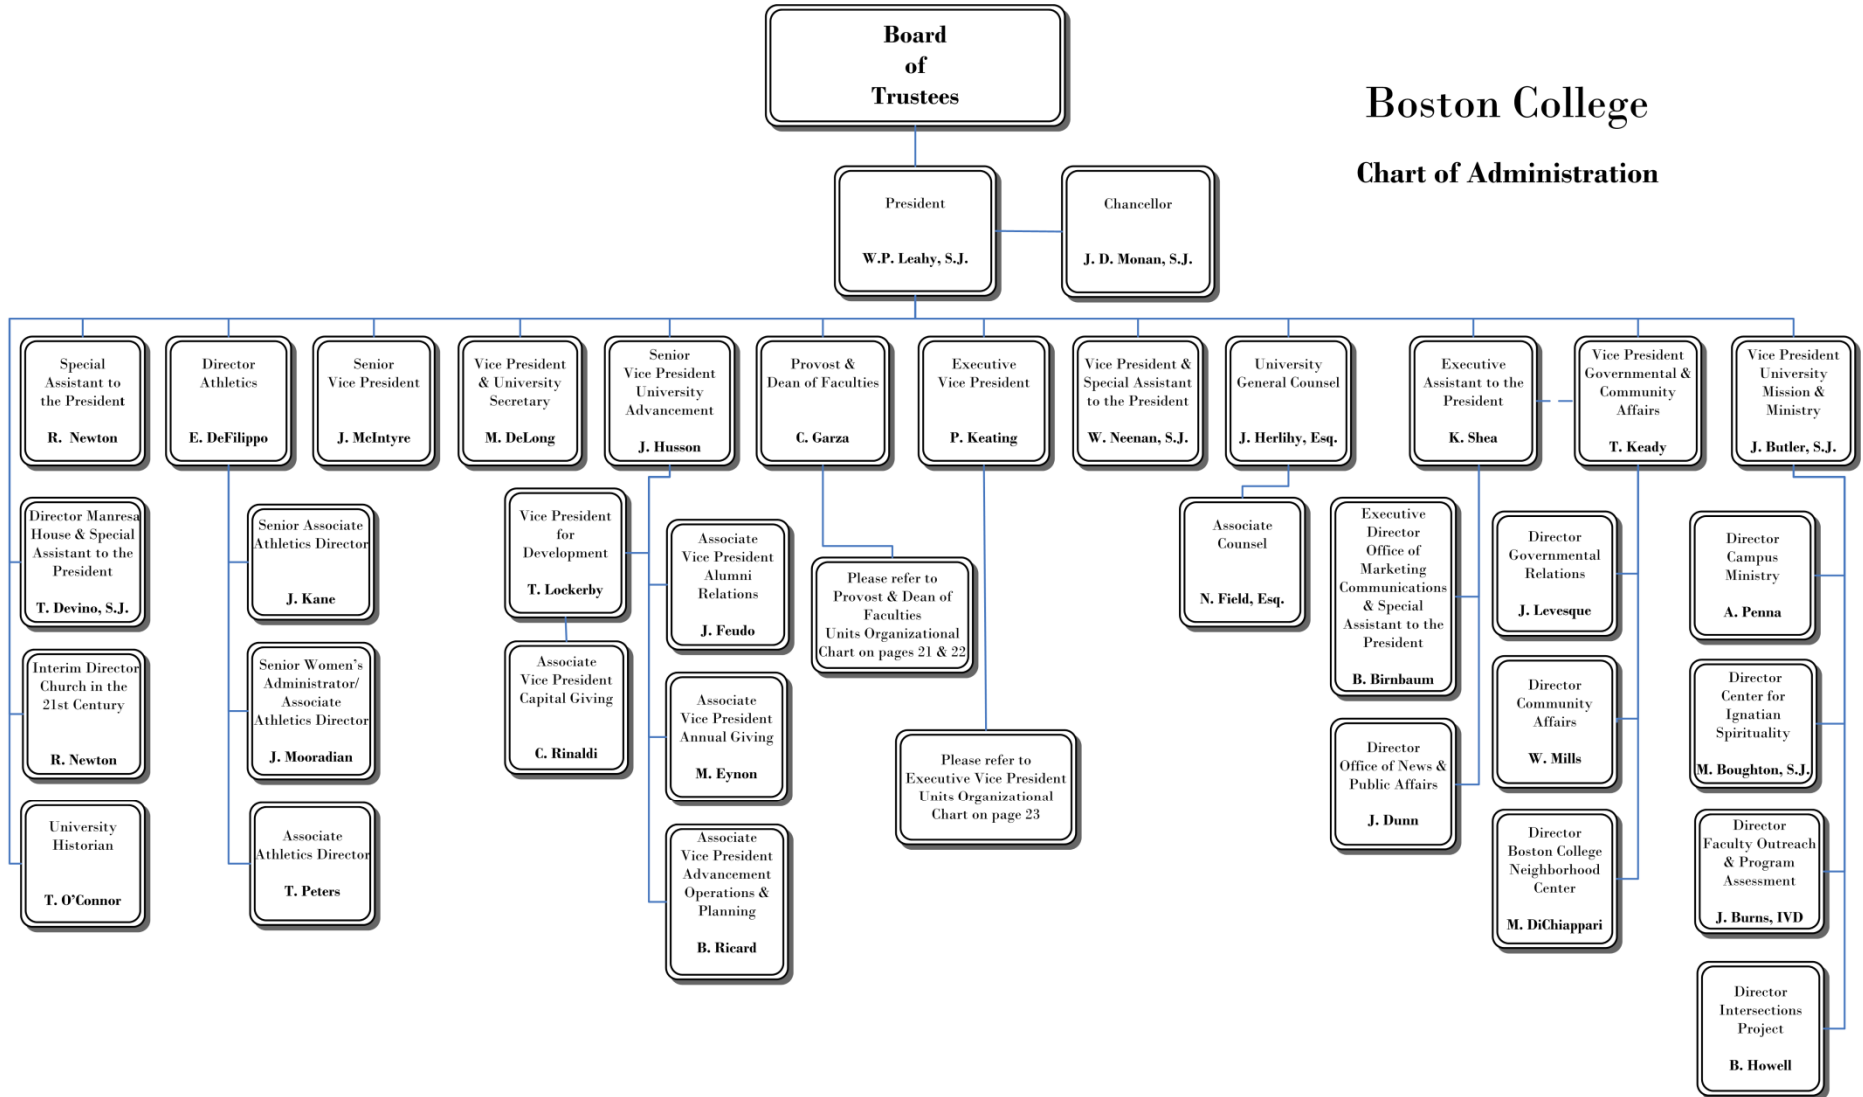 Board
of
Trustees
Boston College
Chart of Administration
President
W.P. Leahy, S.J.
Chancellor
J. D. Monan, S.J.
Special
Assistant to
the President
R. Newton
Director
Athletics
E. DeFilippo
Senior
Vice President
J. McIntyre
Vice President
& University
Secretary
M. DeLong
Senior
Vice President
University
Advancement
J. Husson
Provost &
Dean of Faculties
C. Garza
Executive
Vice President
P. Keating
Vice President &
Special Assistant
to the President
W. Neenan, S.J.
University
General Counsel
J. Herlihy, Esq.
Executive
Assistant to the
President
K. Shea
Vice President
Governmental &
Community
Affairs
T. Keady
Vice President
University
Mission &
Ministry
J. Butler, S.J.
Director Manresa
House & Special
Assistant to the
President
T. Devino, S.J.
Interim Director
Church in the
21st Century
R. Newton
University
Historian
T. O'Connor
Senior Associate
Athletics Director
J. Kane
Senior Women's
Administrator/
Associate
Athletics Director
J. Mooradian
Associate
Athletics Director
T. Peters
Vice President
for
Development
T. Lockerby
Associate
Vice President
Capital Giving
C. Rinaldi
Associate
Vice President
Alumni
Relations
J. Feudo
Associate
Vice President
Annual Giving
M. Eynon
Associate
Vice President
Advancement
Operations &
Planning
B. Ricard
Please refer to
Provost & Dean of
Faculties
Units Organizational
Chart on pages 21 & 22
Please refer to
Executive Vice President
Units Organizational
Chart on page 23
Associate
Counsel
N. Field, Esq.
Executive
Director
Office of
Marketing
Communications
& Special
Assistant to the
President
B. Birnbaum
Director
Office of News &
Public Affairs
J. Dunn
Director
Governmental
Relations
J. Levesque
Director
Community
Affairs
W. Mills
Director
Boston College
Neighborhood
Center
M. DiChiappari
Director
Campus
Ministry
A. Penna
Director
Center for
Ignatian
Spirituality
M. Boughton, S.J.
Director
Faculty Outreach
& Program
Assessment
J. Burns, IVD
Director
Intersections
Project
B. Howell